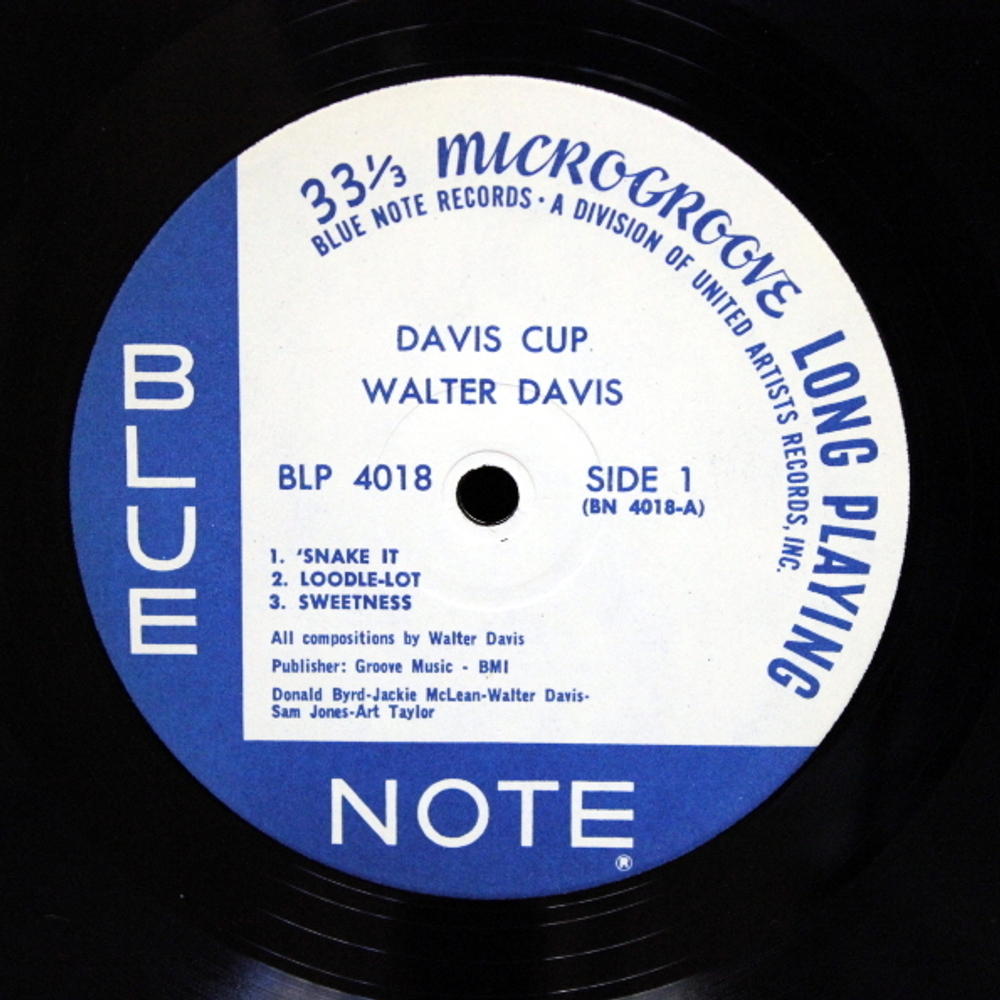 33⅓ MICROGROOVE LONG PLAYING
BLUE NOTE RECORDS · A DIVISION OF UNITED ARTISTS RECORDS, INC.
DAVIS CUP
WALTER DAVIS
BLP 4018
SIDE 1
(BN 4018-A)
1. ‘SNAKE IT
2. LOODLE-LOT
3. SWEETNESS
All compositions by Walter Davis
Publisher: Groove Music - BMI
Donald Byrd-Jackie McLean-Walter Davis-
Sam Jones-Art Taylor
BLUE
NOTE
®